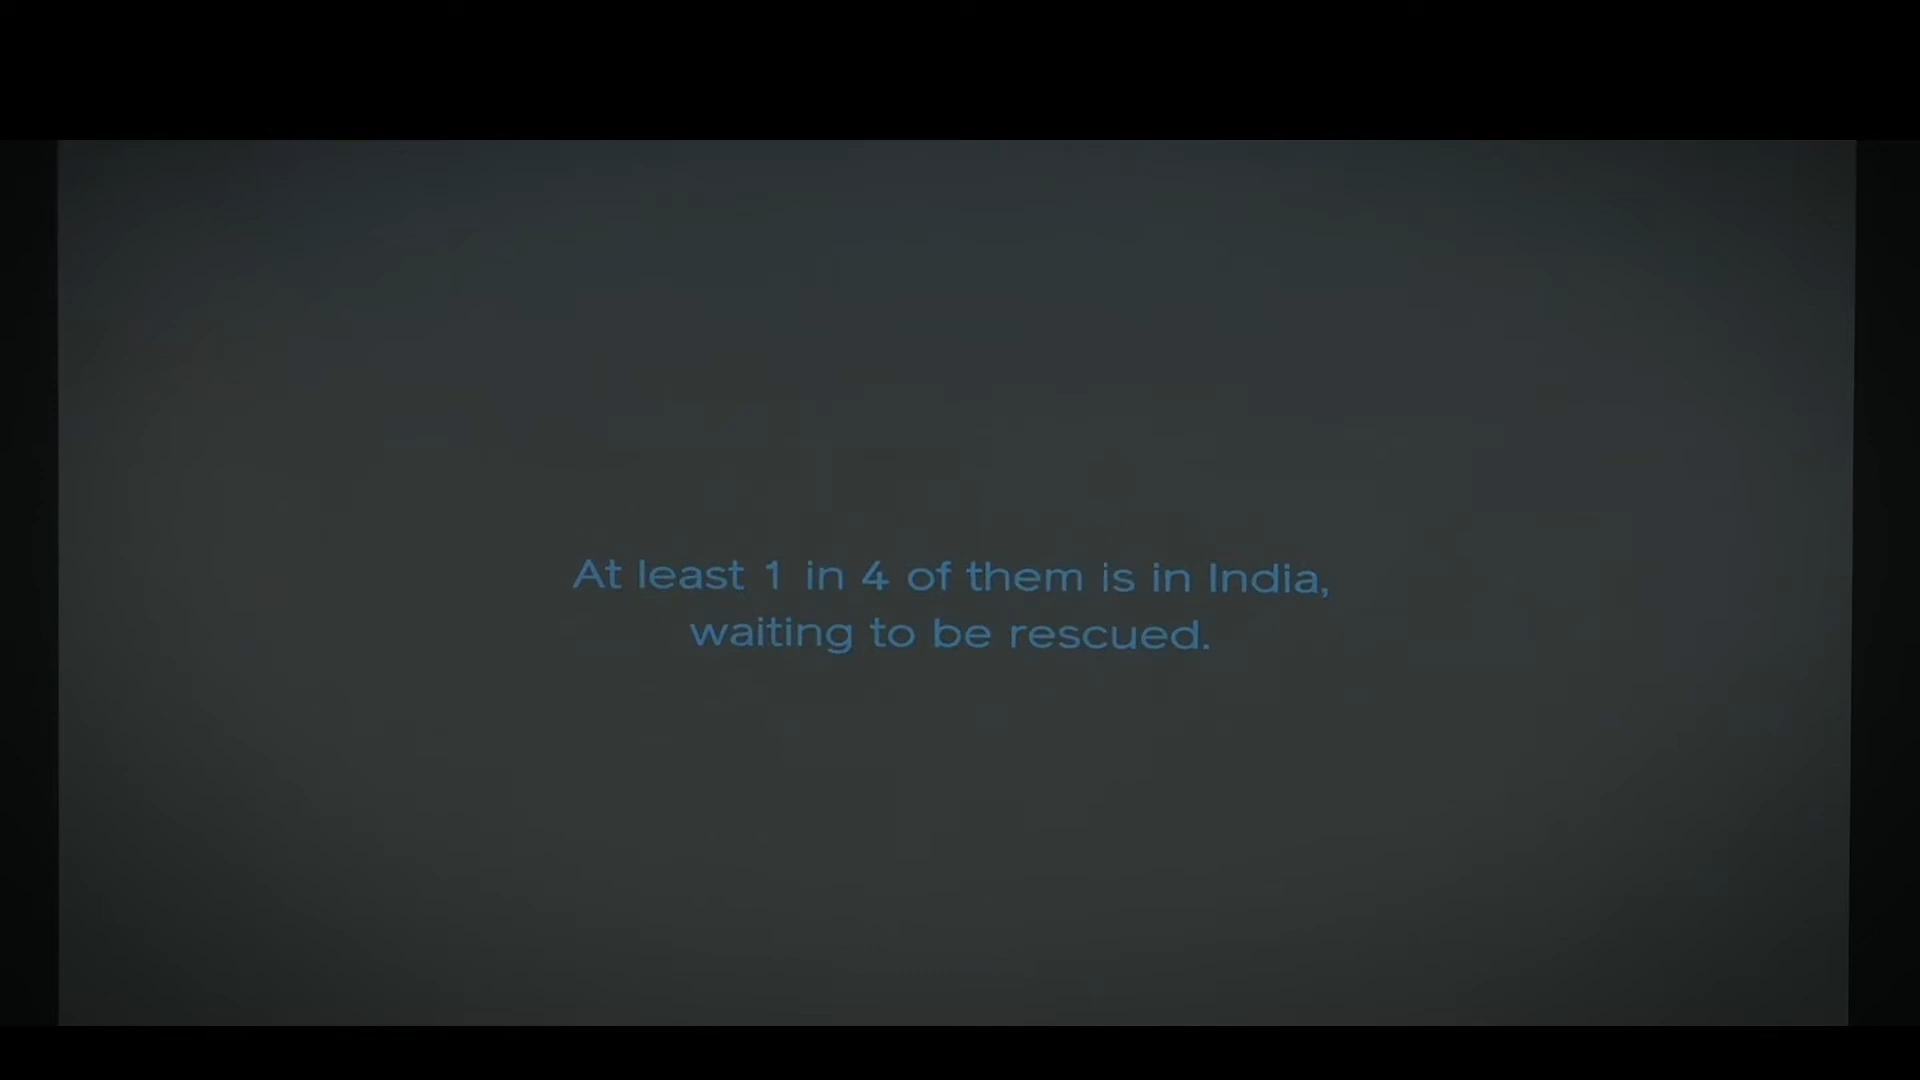 At least 1 in 4 of them is in India,
waiting to be rescued.